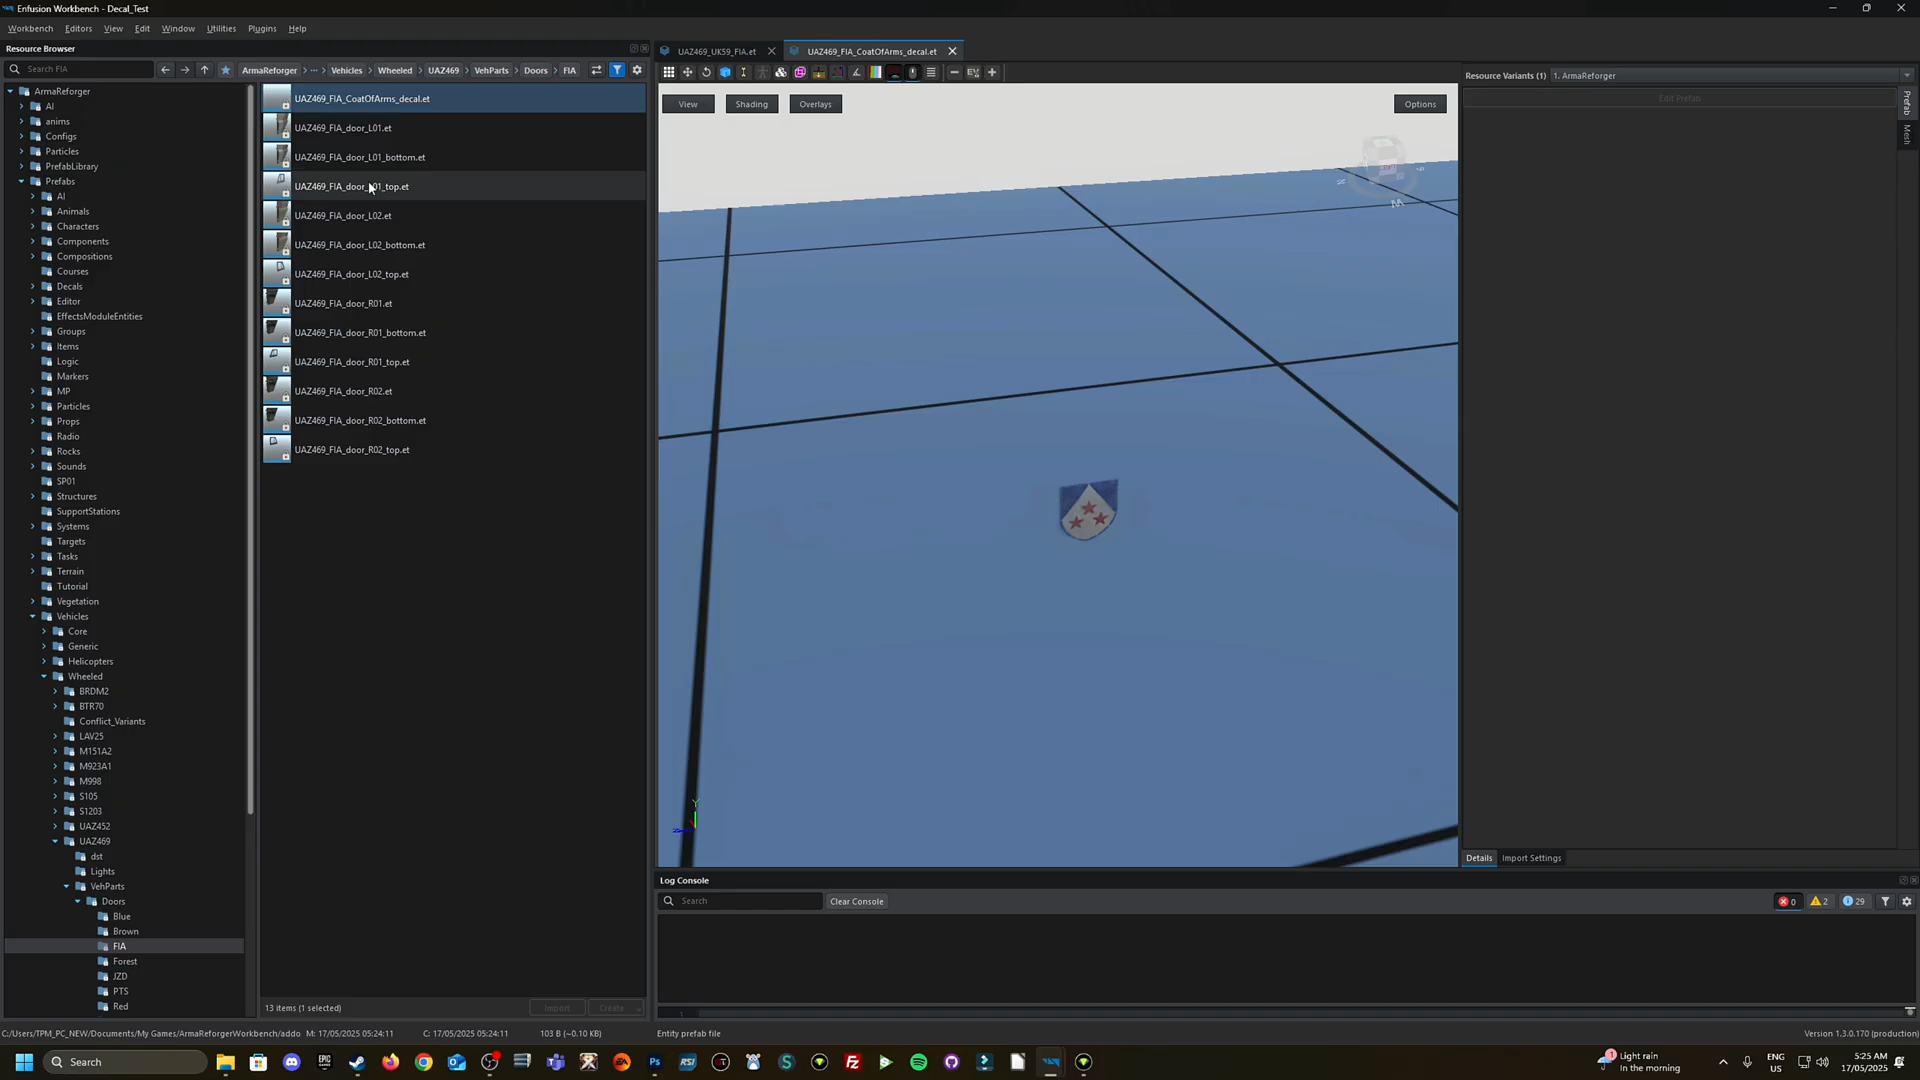 Enfusion Workbench - Decal_Test
Workbench Editors View Edit Window Utilities Plugins Help
Resource Browser
Search FIA
ArmaReforger
Vehicles
Wheeled
UAZ469
VehParts
Doors
FIA
ArmaReforger
AI
anims
Configs
Particles
PrefabLibrary
Prefabs
AI
Animals
Characters
Components
Compositions
Courses
Decals
Editor
EffectsModuleEntities
Groups
Items
Logic
Markers
MP
Particles
Props
Radio
Rocks
Sounds
SP01
Structures
SupportStations
Systems
Targets
Tasks
Terrain
Tutorial
Vegetation
Vehicles
Core
Generic
Helicopters
Wheeled
BRDM2
BTR70
Conflict_Variants
LAV25
M151A2
M923A1
M998
S105
S1203
UAZ452
UAZ469
dst
Lights
VehParts
Doors
Blue
Brown
FIA
Forest
JZD
PTS
Red
UAZ469_FIA_CoatOfArms_decal.et
UAZ469_FIA_door_L01.et
UAZ469_FIA_door_L01_bottom.et
UAZ469_FIA_door_L01_top.et
UAZ469_FIA_door_L02.et
UAZ469_FIA_door_L02_bottom.et
UAZ469_FIA_door_L02_top.et
UAZ469_FIA_door_R01.et
UAZ469_FIA_door_R01_bottom.et
UAZ469_FIA_door_R01_top.et
UAZ469_FIA_door_R02.et
UAZ469_FIA_door_R02_bottom.et
UAZ469_FIA_door_R02_top.et
13 items (1 selected)
Import
Create
UAZ469_UK59_FIA.et
UAZ469_FIA_CoatOfArms_decal.et
View
Shading
Overlays
Options
Y
Resource Variants (1)
1. ArmaReforger
Edit Prefab
Prefab
Mesh
Details
Import Settings
Log Console
Search
Clear Console
0
2
29
1
C:/Users/TPM_PC_NEW/Documents/My Games/ArmaReforgerWorkbench/addo M: 17/05/2025 05:24:11 C: 17/05/2025 05:24:11 103 B (~0.10 KB)
Entity prefab file
Version 1.3.0.170 (production)
Search
Light rain
In the morning
ENG
US
5:25 AM
17/05/2025